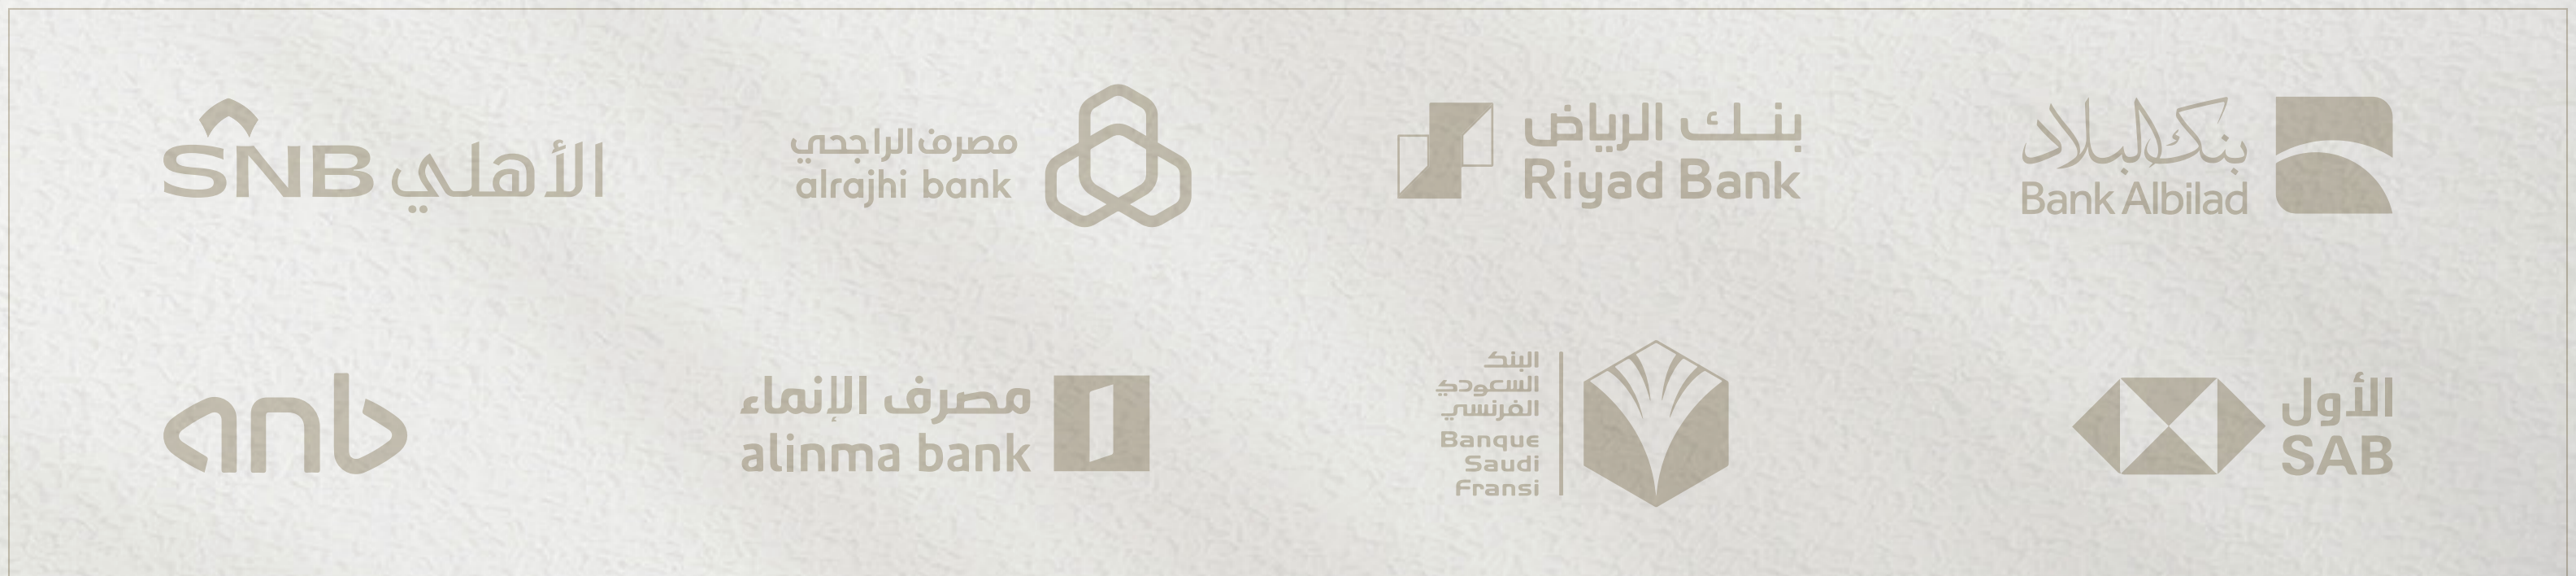 SNB الأهلي
مصرف الراجحي
alrajhi bank
بنك الرياض
Riyad Bank
بنك البلاد
Bank Albilad
anb
مصرف الإنماء
alinma bank
البنك
السعودي
الفرنسي
Banque
Saudi
Fransi
الأول
SAB